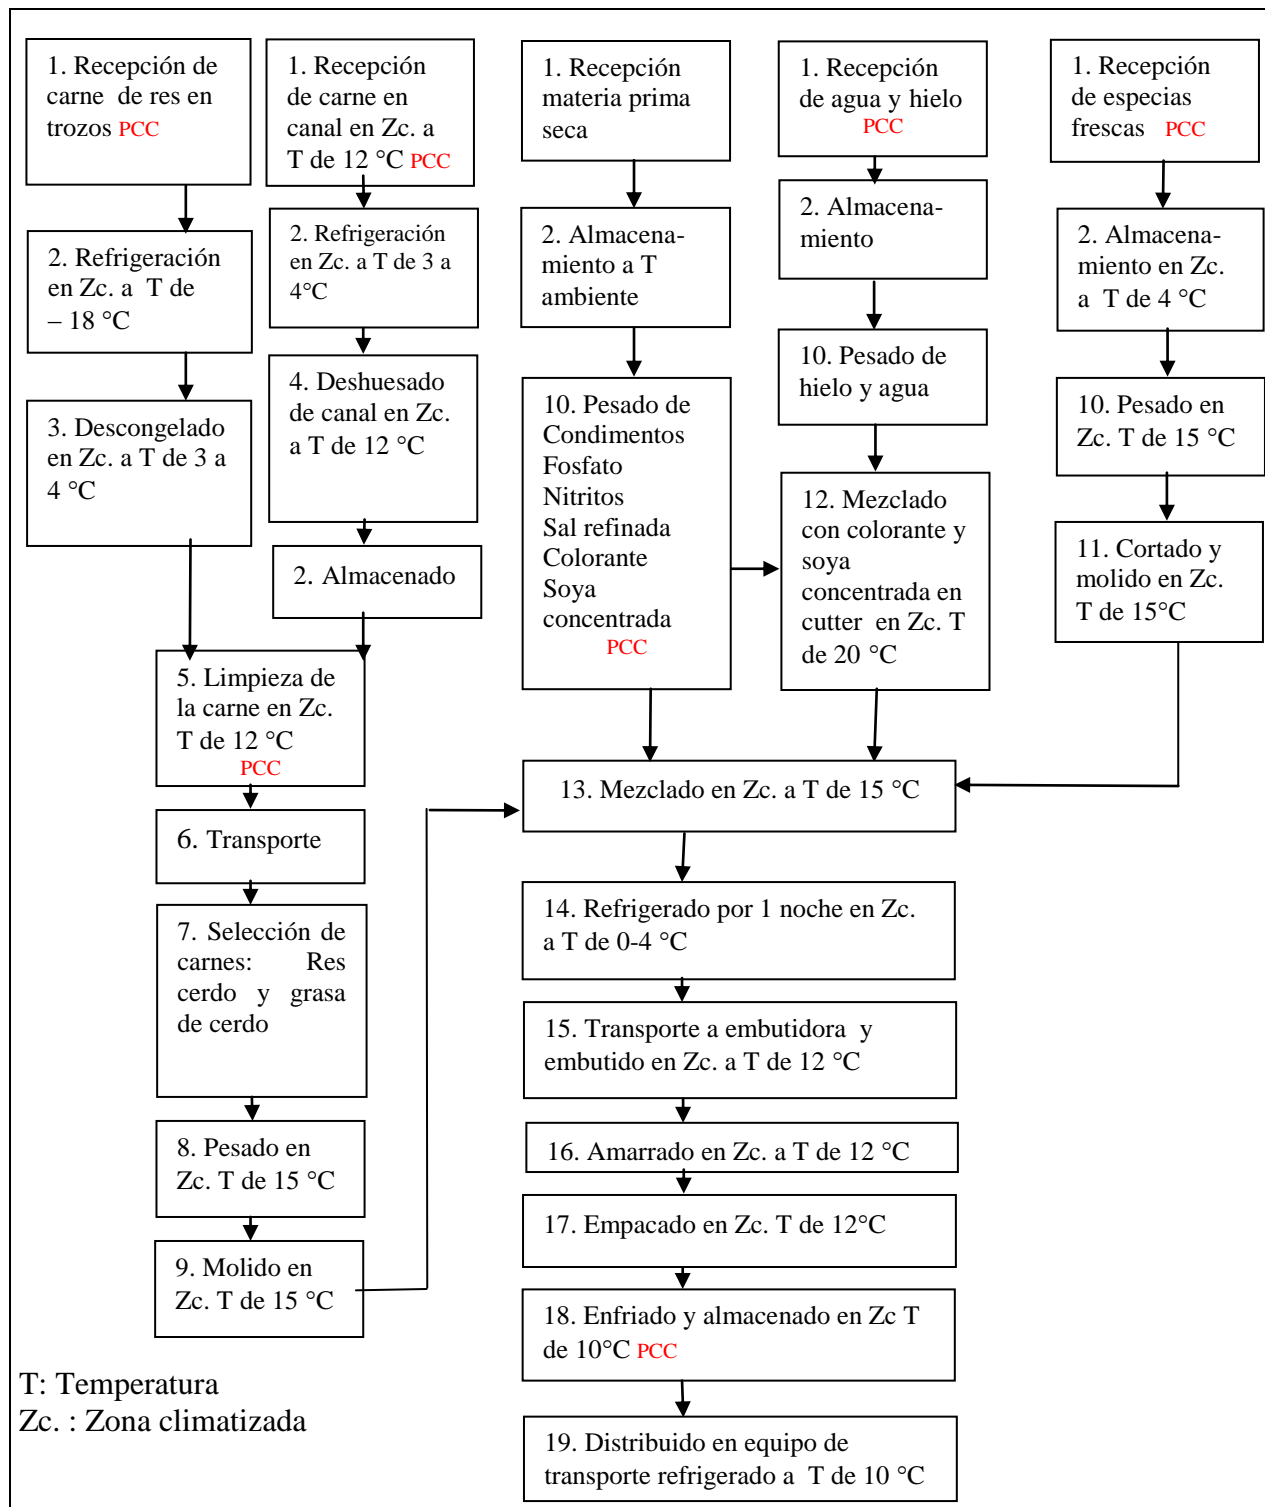 1. Recepción de
carne de res en
trozos PCC
1. Recepción
de carne en
canal en Zc. a
T de 12 °C PCC
1. Recepción
materia prima
seca
1. Recepción
de agua y hielo
PCC
1. Recepción
de especias
frescas PCC
2. Refrigeración
en Zc. a T de
– 18 °C
2. Refrigeración
en Zc. a T de 3 a
4°C
2. Almacena-
miento a T
ambiente
2. Almacena-
miento
2. Almacena-
miento en Zc.
a T de 4 °C
3. Descongelado
en Zc. a T de 3 a
4 °C
4. Deshuesado
de canal en Zc.
a T de 12 °C
10. Pesado de
Condimentos
Fosfato
Nitritos
Sal refinada
Colorante
Soya
concentrada
PCC
10. Pesado de
hielo y agua
10. Pesado en
Zc. T de 15 °C
2. Almacenado
12. Mezclado
con colorante y
soya
concentrada en
cutter en Zc. T
de 20 °C
11. Cortado y
molido en Zc.
T de 15°C
5. Limpieza de
la carne en Zc.
T de 12 °C
PCC
13. Mezclado en Zc. a T de 15 °C
6. Transporte
7. Selección de
carnes: Res
cerdo y grasa
de cerdo
14. Refrigerado por 1 noche en Zc.
a T de 0-4 °C
15. Transporte a embutidora y
embutido en Zc. a T de 12 °C
8. Pesado en
Zc. T de 15 °C
16. Amarrado en Zc. a T de 12 °C
17. Empacado en Zc. T de 12°C
9. Molido en
Zc. T de 15 °C
18. Enfriado y almacenado en Zc T
de 10°C PCC
T: Temperatura
Zc. : Zona climatizada
19. Distribuido en equipo de
transporte refrigerado a T de 10 °C